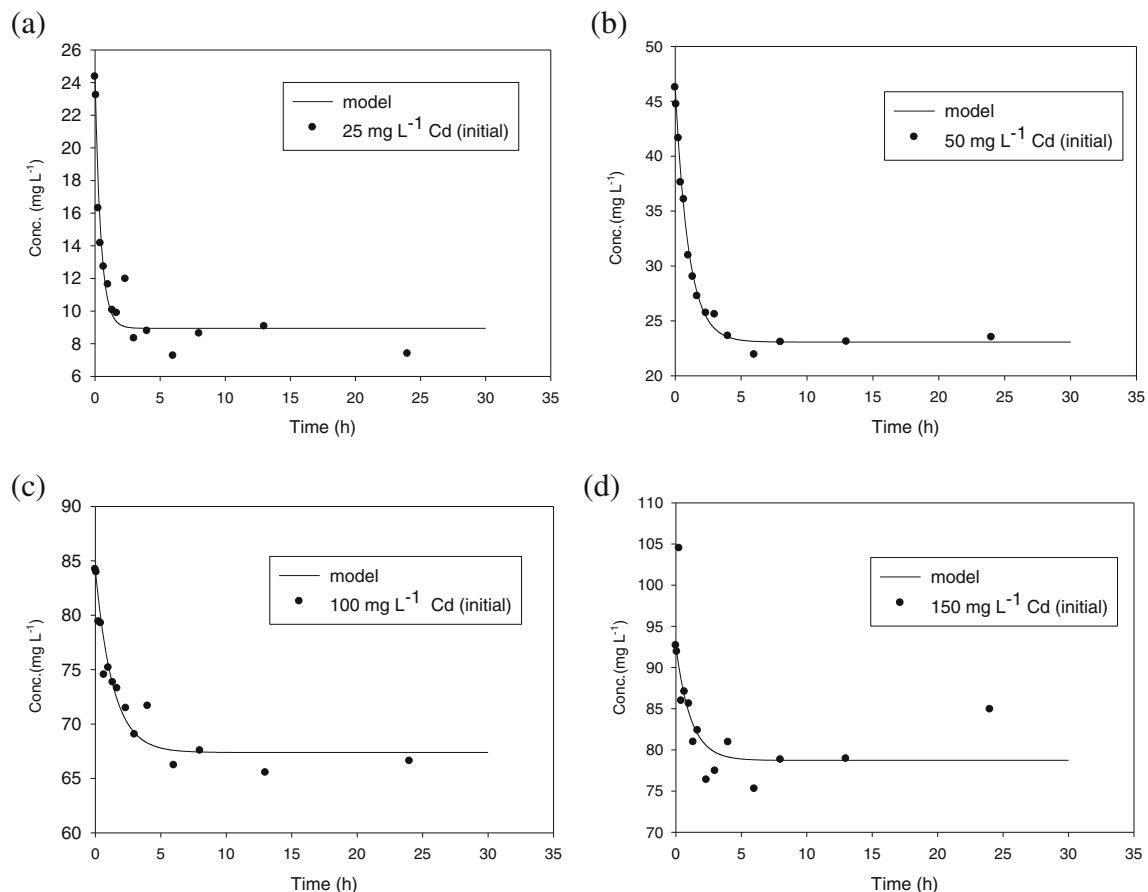 (a)
26
24
22
20
18
16
14
12
10
8
6
Conc. (mg L-1)
model
25 mg L-1 Cd (initial)
0 5 10 15 20 25 30 35
Time (h)
(b)
50
45
40
35
30
25
20
Conc.(mg L-1)
model
50 mg L-1 Cd (initial)
0 5 10 15 20 25 30 35
Time (h)
(c)
90
85
80
75
70
65
60
Conc.(mg L-1)
model
100 mg L-1 Cd (initial)
0 5 10 15 20 25 30 35
Time (h)
(d)
110
105
100
95
90
85
80
75
70
Conc.(mg L-1)
model
150 mg L-1 Cd (initial)
0 5 10 15 20 25 30 35
Time (h)